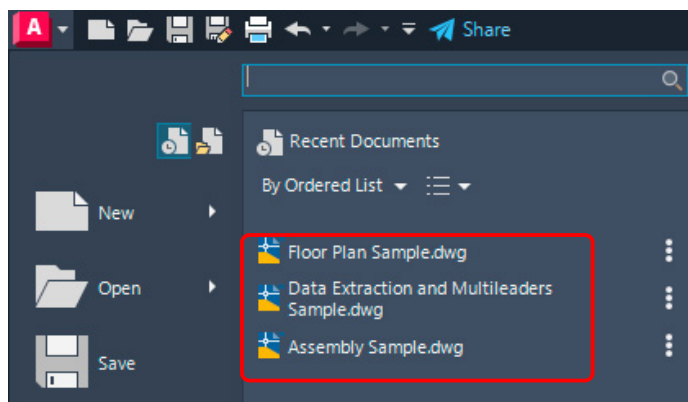 A
Share
Recent Documents
By Ordered List
New
Floor Plan Sample.dwg
Open
Data Extraction and Multileaders
Sample.dwg
Save
Assembly Sample.dwg